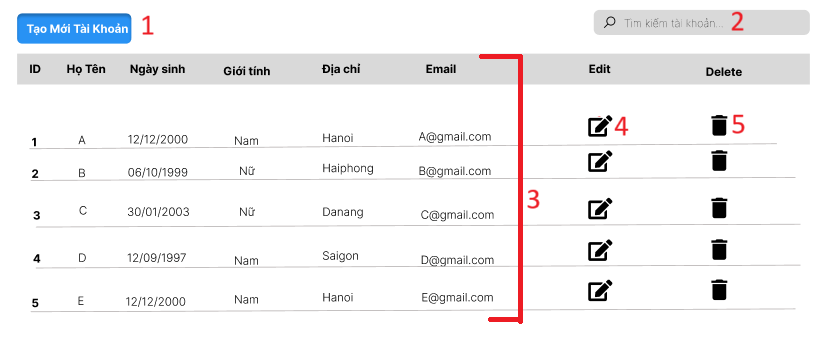 Tạo Mới Tài Khoản 1 Tìm kiếm tài khoản... 2
ID Họ Tên Ngày sinh Giới tính Địa chỉ Email Edit Delete
1 A 12/12/2000 Nam Hanoi A@gmail.com 4 5
2 B 06/10/1999 Nữ Haiphong B@gmail.com
3 C 30/01/2003 Nữ Danang C@gmail.com 3
4 D 12/09/1997 Nam Saigon D@gmail.com
5 E 12/12/2000 Nam Hanoi E@gmail.com